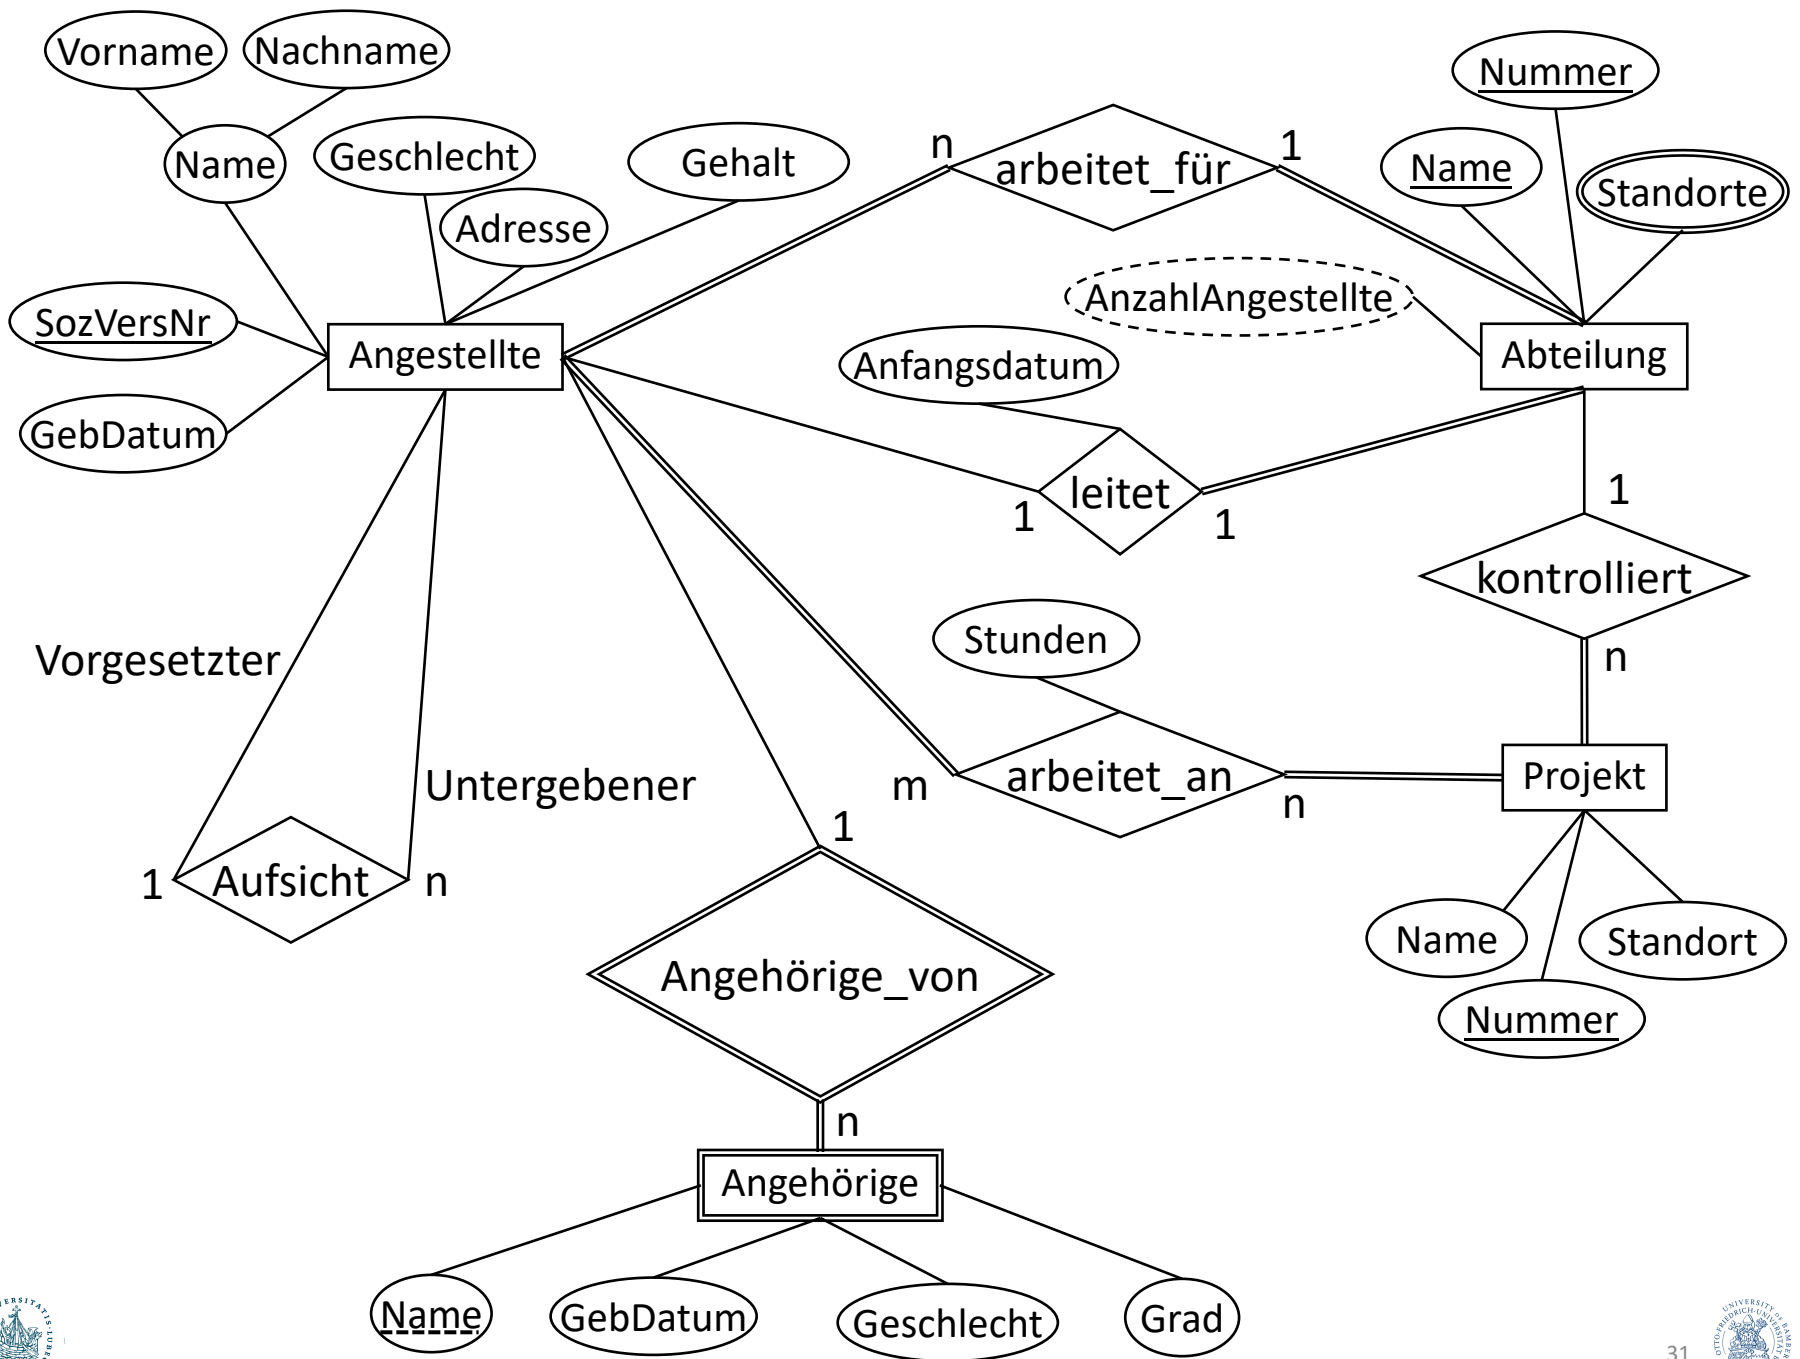 Vorname
Nachname
Nummer
Name
Geschlecht
Gehalt
n
arbeitet_für
1
Name
Standorte
Adresse
AnzahlAngestellte
SozVersNr
Angestellte
Anfangsdatum
Abteilung
GebDatum
leitet
1
1
1
kontrolliert
Stunden
n
Vorgesetzter
Untergebener
m
arbeitet_an
n
Projekt
1
1
Aufsicht
n
Name
Standort
Angehörige_von
Nummer
n
Angehörige
Name
GebDatum
Geschlecht
Grad
31